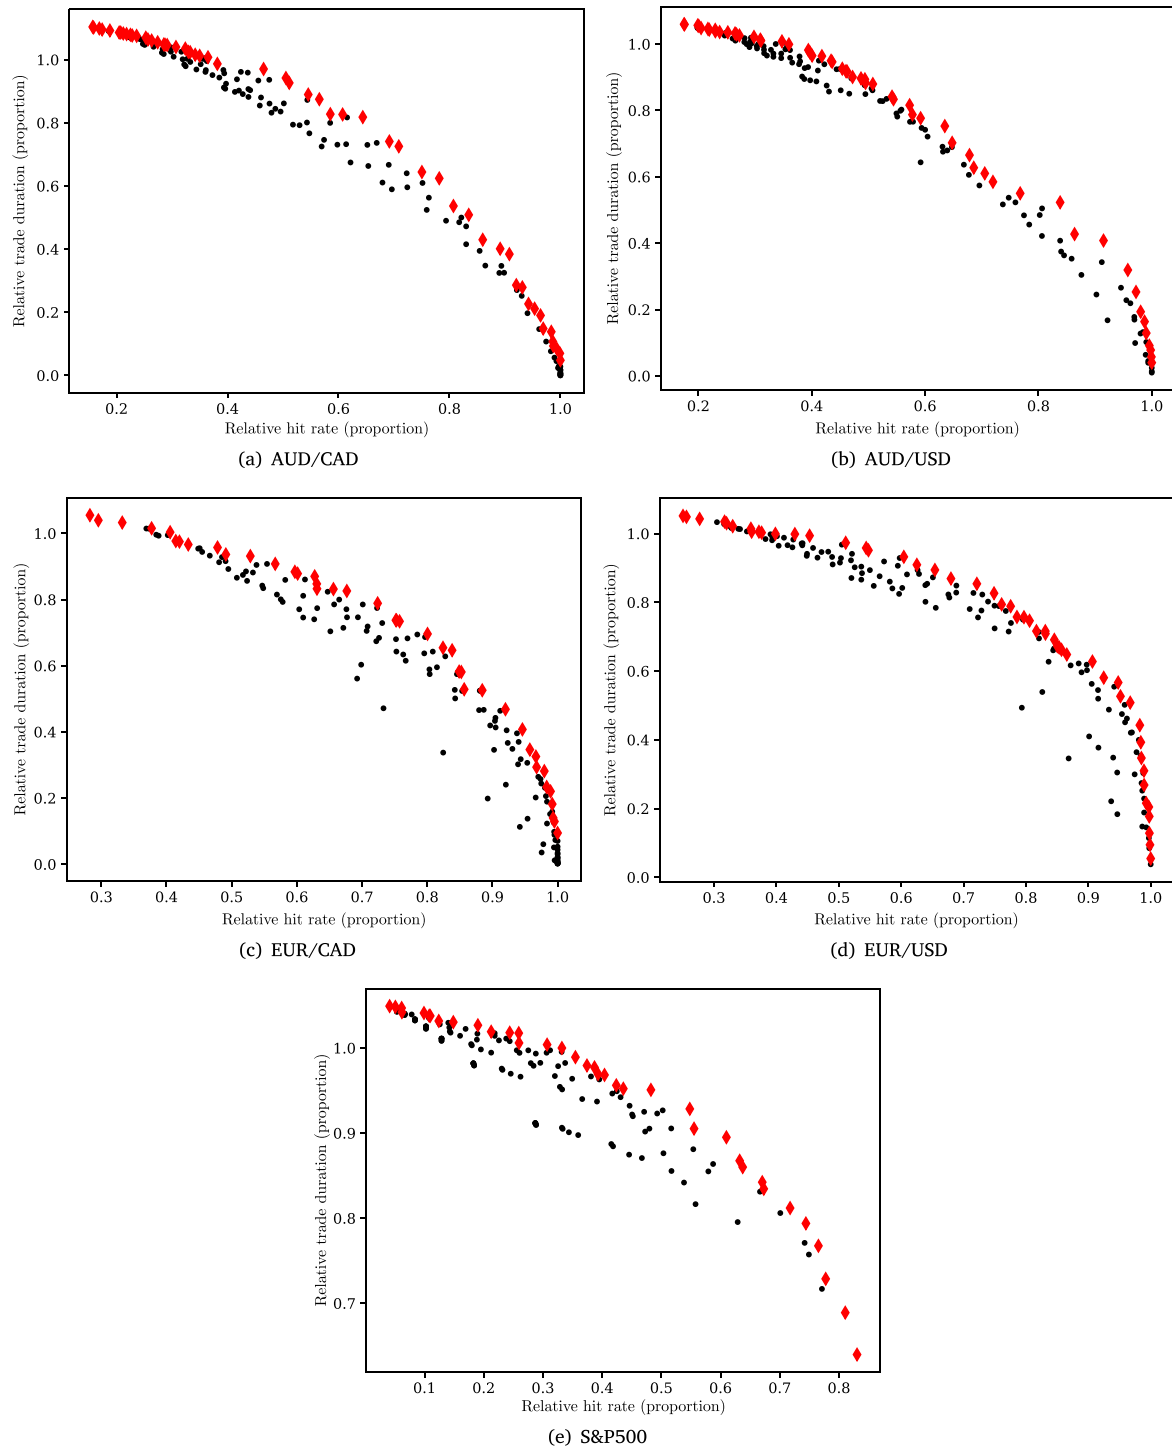 Relative trade duration (proportion)
1.0
0.8
0.6
0.4
0.2
0.0
0.2 0.4 0.6 0.8 1.0
Relative hit rate (proportion)
(a) AUD/CAD
Relative trade duration (proportion)
1.0
0.8
0.6
0.4
0.2
0.0
0.2 0.4 0.6 0.8 1.0
Relative hit rate (proportion)
(b) AUD/USD
Relative trade duration (proportion)
1.0
0.8
0.6
0.4
0.2
0.0
0.3 0.4 0.5 0.6 0.7 0.8 0.9 1.0
Relative hit rate (proportion)
(c) EUR/CAD
Relative trade duration (proportion)
1.0
0.8
0.6
0.4
0.2
0.0
0.3 0.4 0.5 0.6 0.7 0.8 0.9 1.0
Relative hit rate (proportion)
(d) EUR/USD
Relative trade duration (proportion)
1.0
0.9
0.8
0.7
0.1 0.2 0.3 0.4 0.5 0.6 0.7 0.8
Relative hit rate (proportion)
(e) S&P500